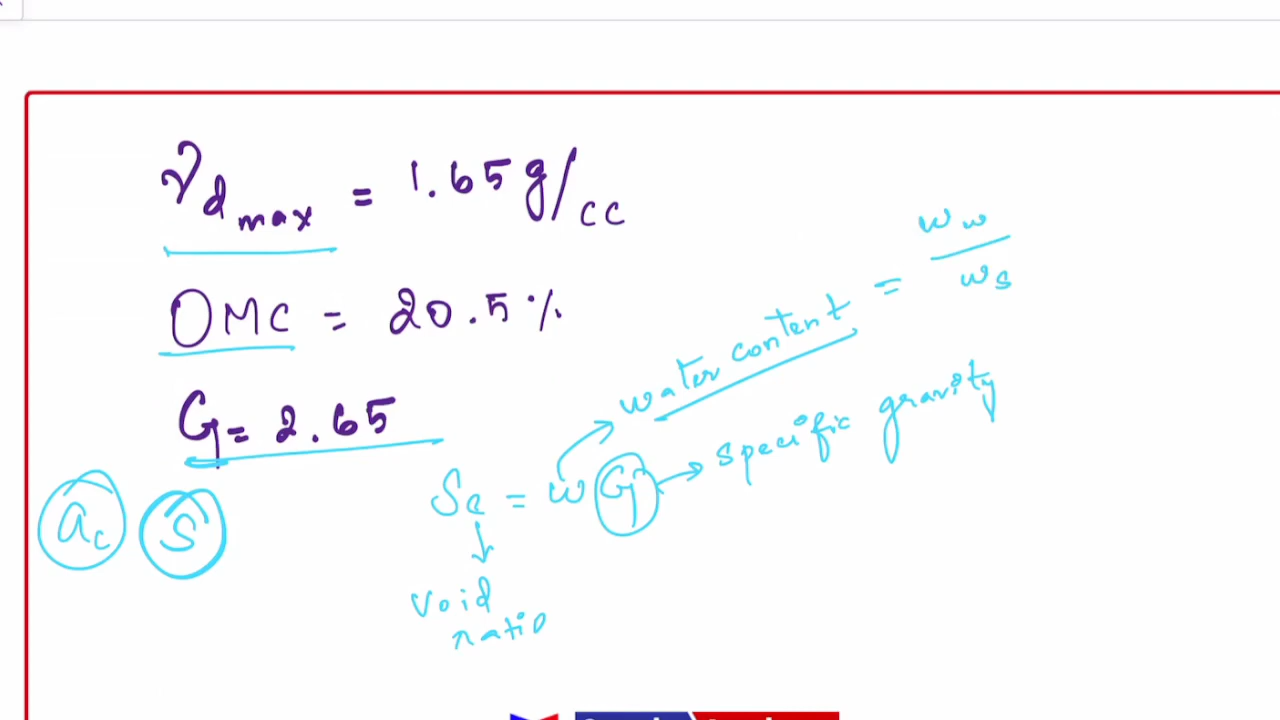 γd max = 1.65 g/cc
OMC = 20.5 %
G = 2.65
ac S
Se = wG
water content = ww/ws
specific gravity
void
ratio